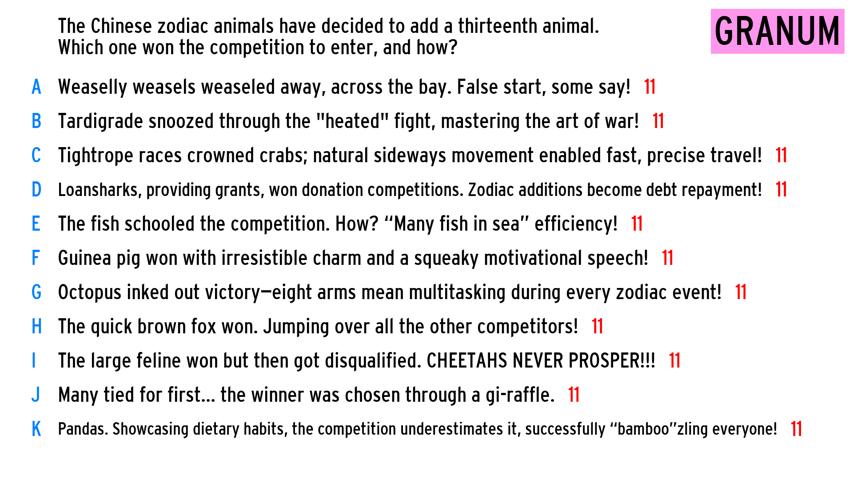 The Chinese zodiac animals have decided to add a thirteenth animal.
Which one won the competition to enter, and how?
GRANUM
A Weaselly weasels weaseled away, across the bay. False start, some say! 11
B Tardigrade snoozed through the "heated" fight, mastering the art of war! 11
C Tightrope races crowned crabs; natural sideways movement enabled fast, precise travel! 11
D Loansharks, providing grants, won donation competitions. Zodiac additions become debt repayment! 11
E The fish schooled the competition. How? “Many fish in sea” efficiency! 11
F Guinea pig won with irresistible charm and a squeaky motivational speech! 11
G Octopus inked out victory—eight arms mean multitasking during every zodiac event! 11
H The quick brown fox won. Jumping over all the other competitors! 11
I The large feline won but then got disqualified. CHEETAHS NEVER PROSPER!!! 11
J Many tied for first... the winner was chosen through a gi-raffle. 11
K Pandas. Showcasing dietary habits, the competition underestimates it, successfully “bamboo”zling everyone! 11